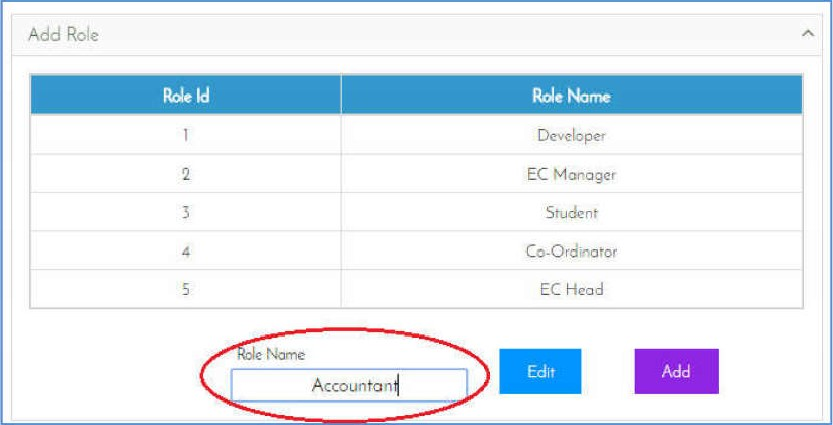 Add Role
Role Id Role Name
1 Developer
2 EC Manager
3 Student
4 Co-Ordinator
5 EC Head
Role Name
Accountant Edit Add